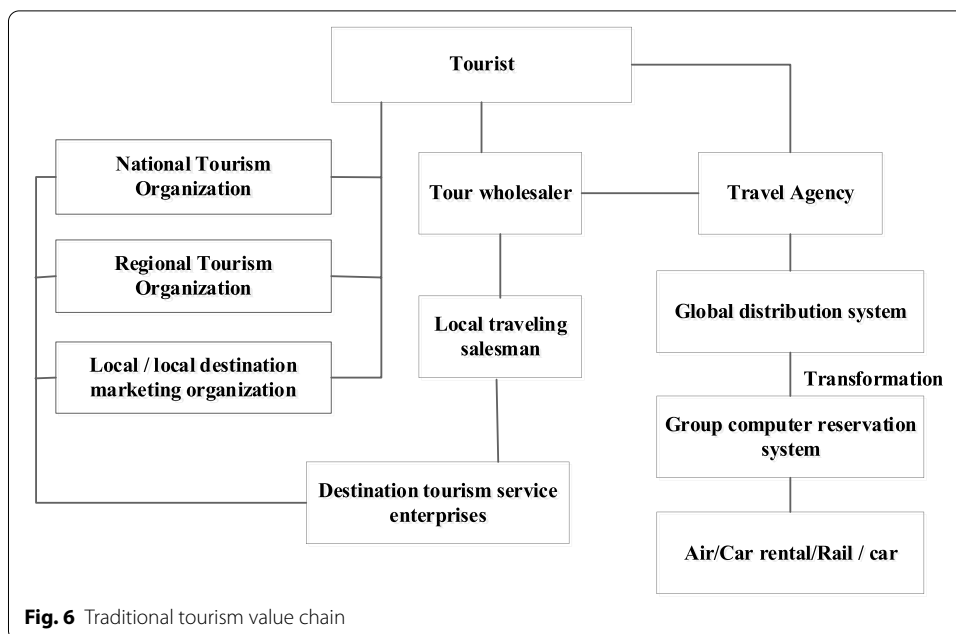 Tourist
National Tourism
Organization
Tour wholesaler
Travel Agency
Regional Tourism
Organization
Local traveling
salesman
Global distribution system
Local / local destination
marketing organization
Transformation
Group computer reservation
system
Destination tourism service
enterprises
Air/Car rental/Rail / car
Fig. 6 Traditional tourism value chain